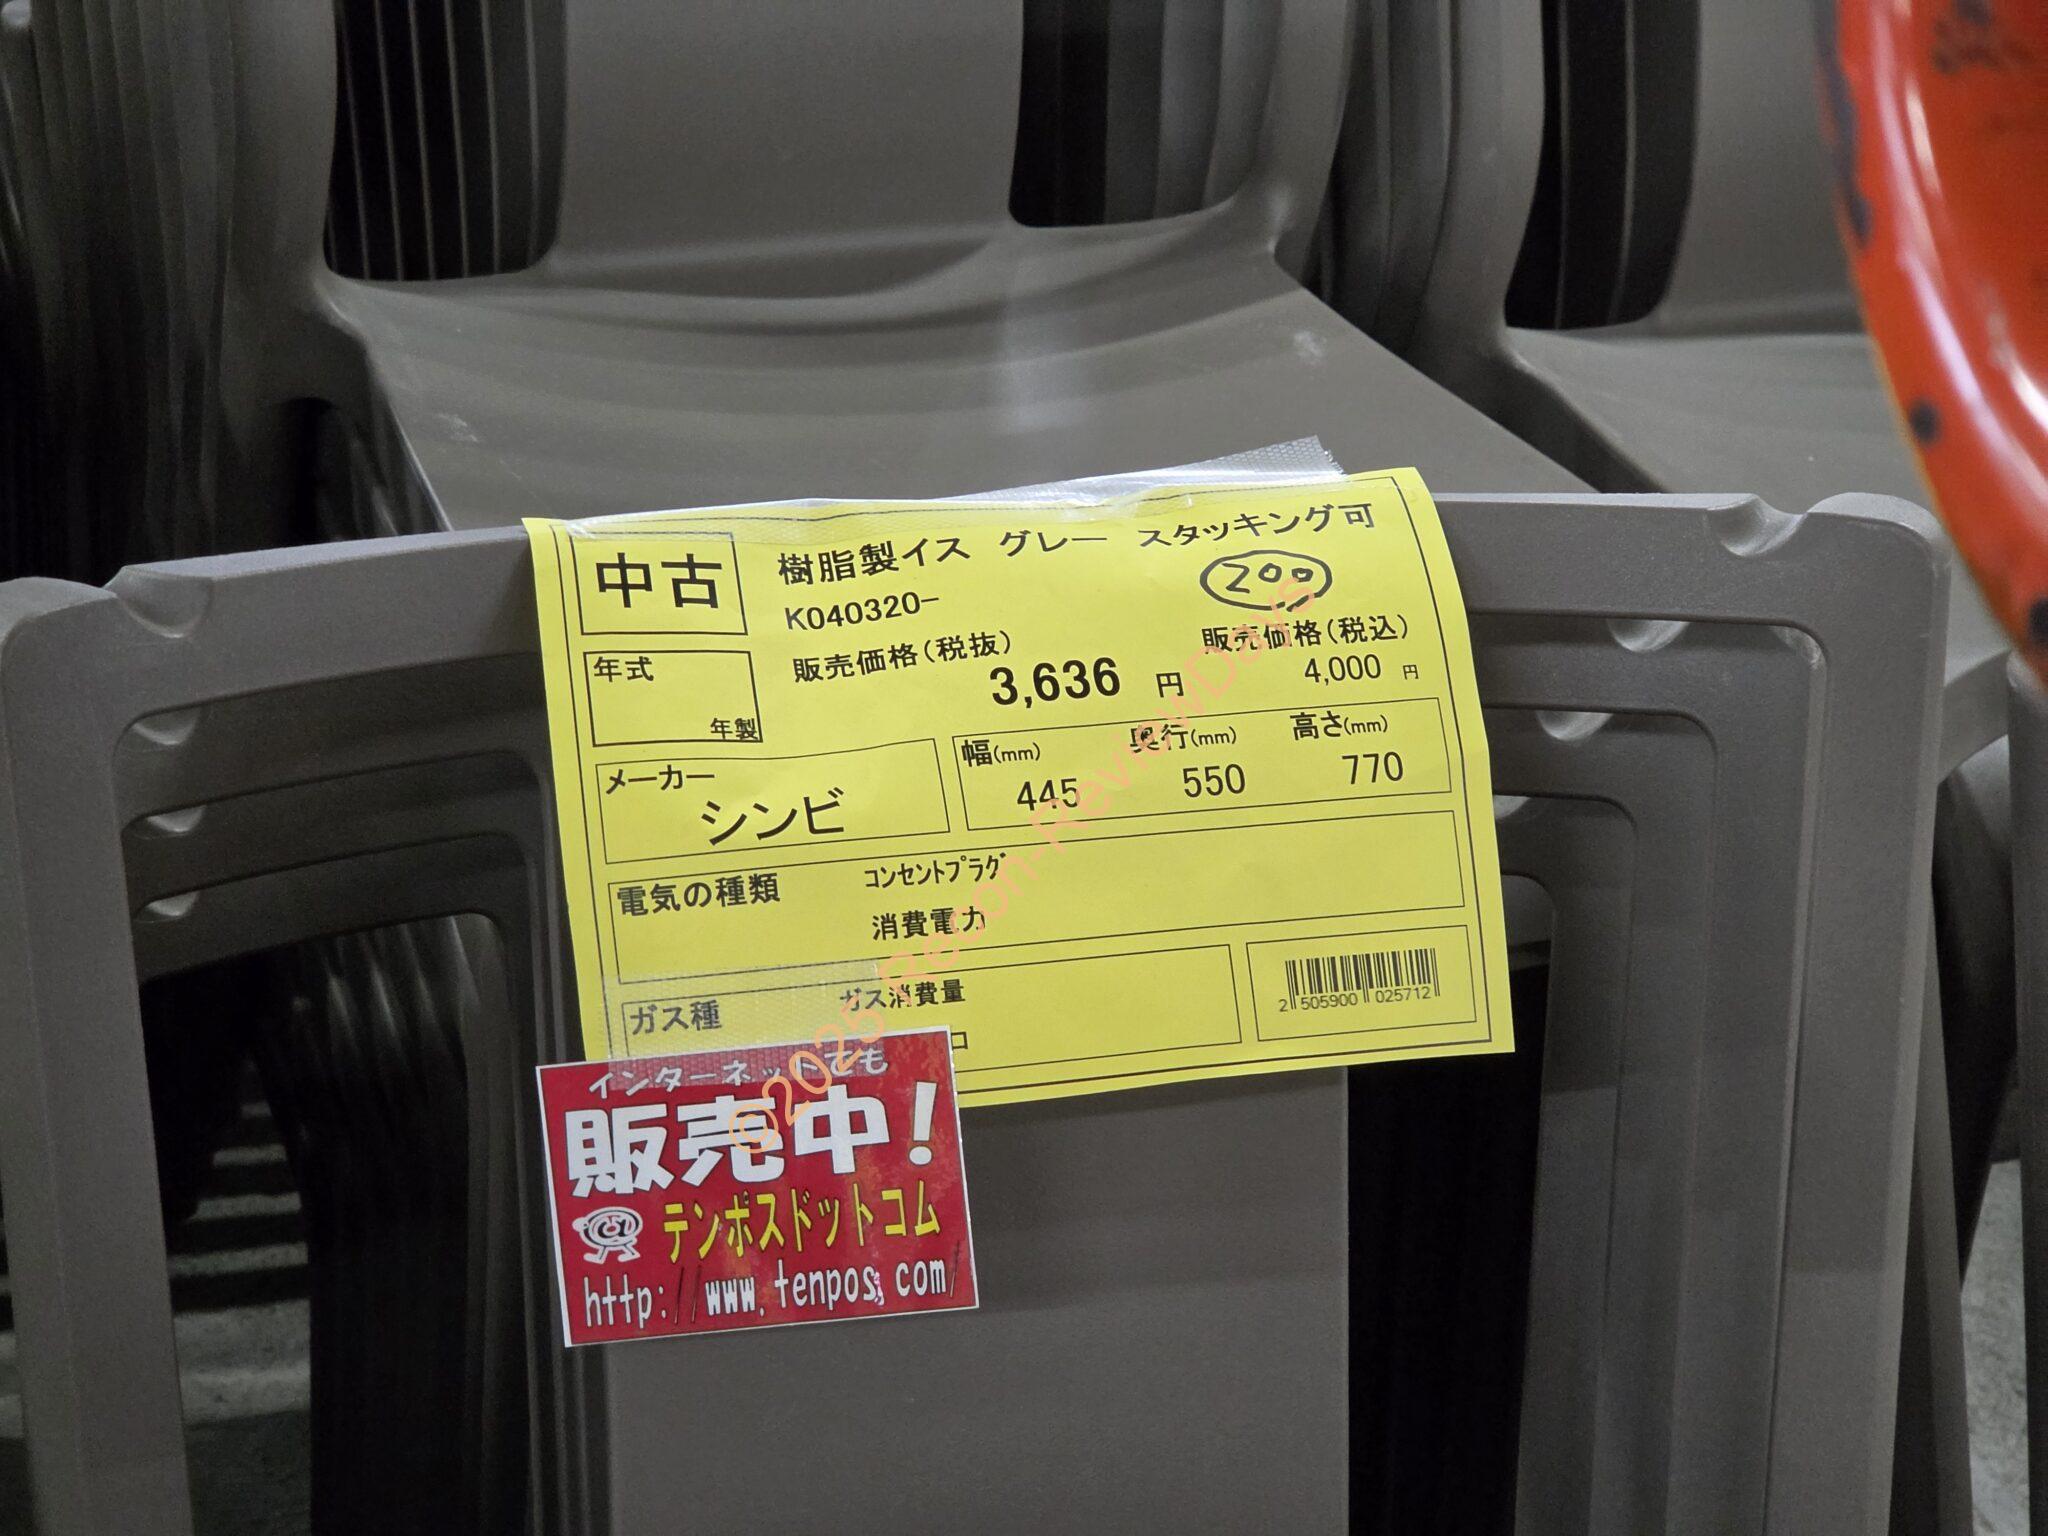 中古
樹脂製イス グレー スタッキング可
K040320-
200
販売価格(税抜) 3,636 円
販売価格(税込) 4,000 円
年式
年製
メーカー
シンビ
幅(mm) 奥行(mm) 高さ(mm)
445 550 770
電気の種類 コンセントプラグ
消費電力
ガス種 ガス消費量
口
2 505900 025712
インターネットでも
販売中!
テンポスドットコム
http://www.tenpos.com/
©2025 Recon-ReviewDays